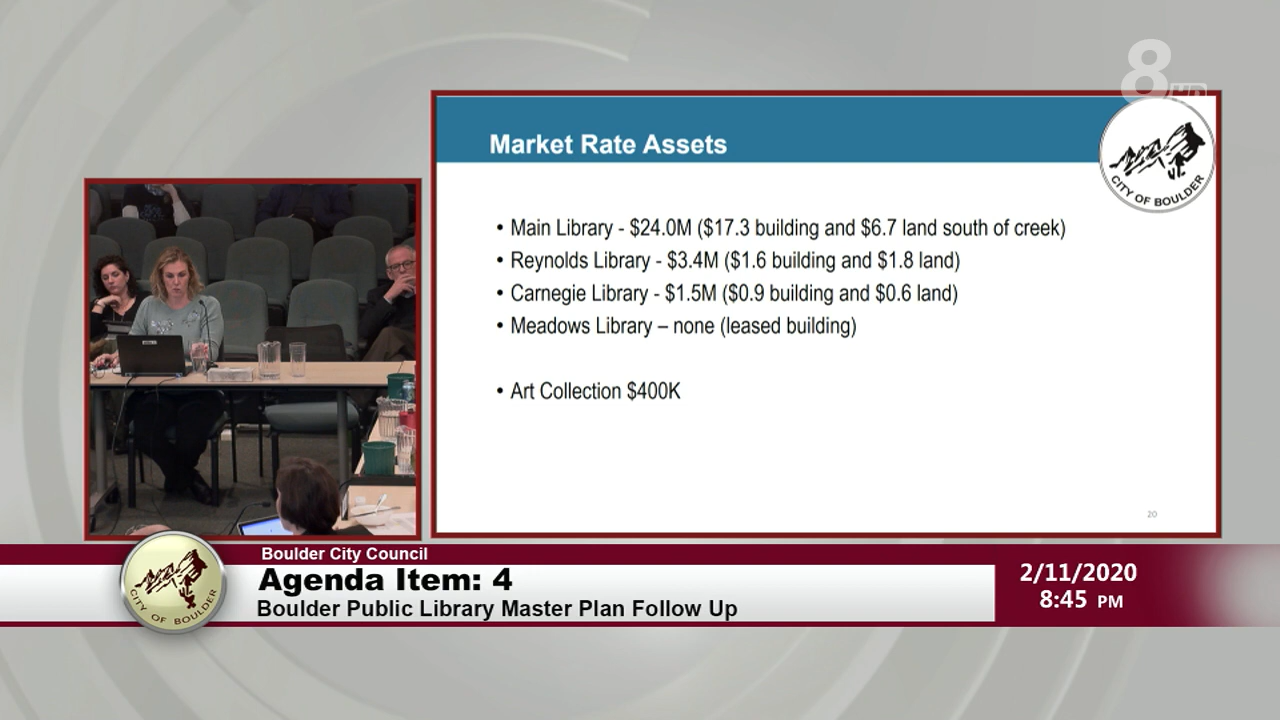 8
HD
Market Rate Assets
CITY OF BOULDER
• Main Library - $24.0M ($17.3 building and $6.7 land south of creek)
• Reynolds Library - $3.4M ($1.6 building and $1.8 land)
• Carnegie Library - $1.5M ($0.9 building and $0.6 land)
• Meadows Library – none (leased building)
• Art Collection $400K
20
Boulder City Council
Agenda Item: 4
Boulder Public Library Master Plan Follow Up
CITY OF BOULDER
2/11/2020
8:45 PM